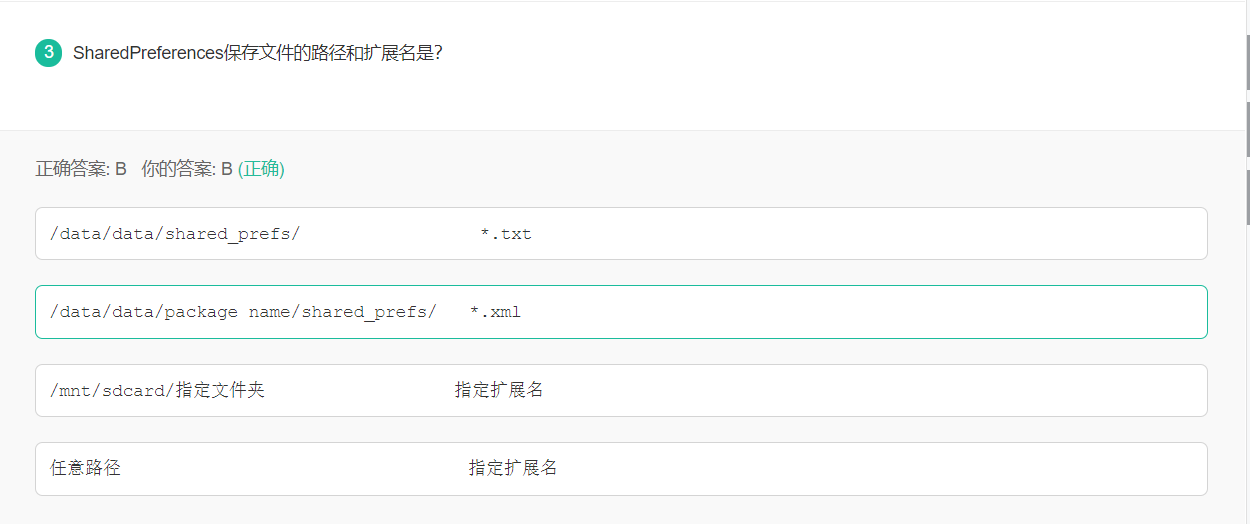 3 SharedPreferences保存文件的路径和扩展名是?
正确答案: B 你的答案: B (正确)
/data/data/shared_prefs/ *.txt
/data/data/package name/shared_prefs/ *.xml
/mnt/sdcard/指定文件夹 指定扩展名
任意路径 指定扩展名